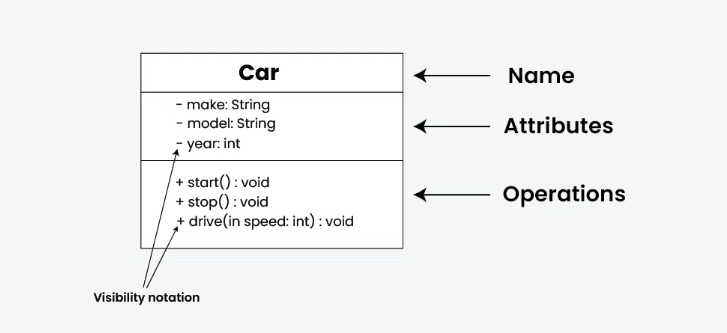 Car
Name
- make: String
- model: String
- year: int
Attributes
+ start() : void
+ stop() : void
+ drive(in speed: int) : void
Operations
Visibility notation